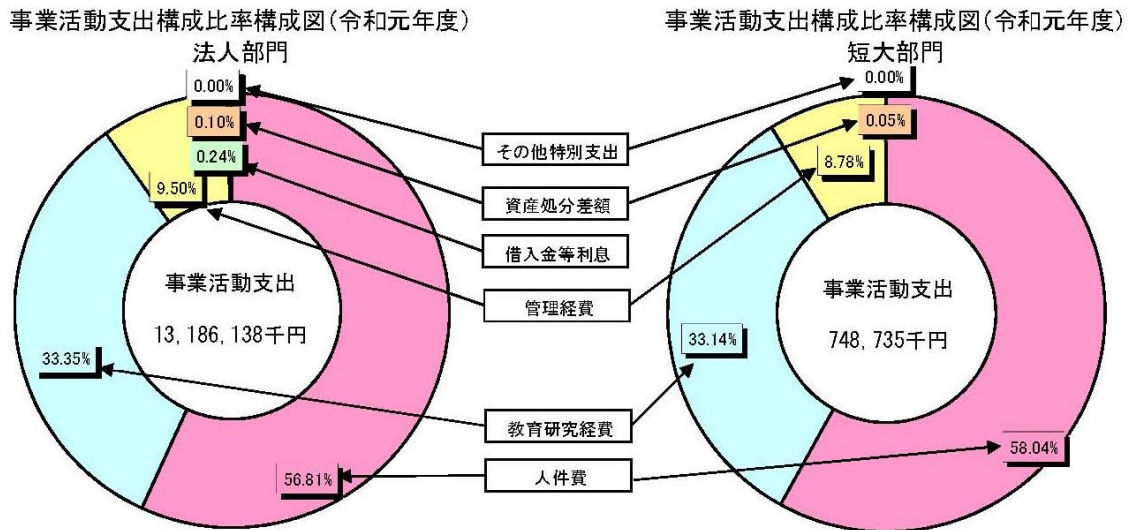 事業活動支出構成比率構成図(令和元年度)
法人部門
0.00%
0.10%
0.24%
9.50%
事業活動支出
13,186,138千円
33.35%
56.81%
その他特別支出
資産処分差額
借入金等利息
管理経費
教育研究経費
人件費
事業活動支出構成比率構成図(令和元年度)
短大部門
0.00%
0.05%
8.78%
事業活動支出
748,735千円
33.14%
58.04%